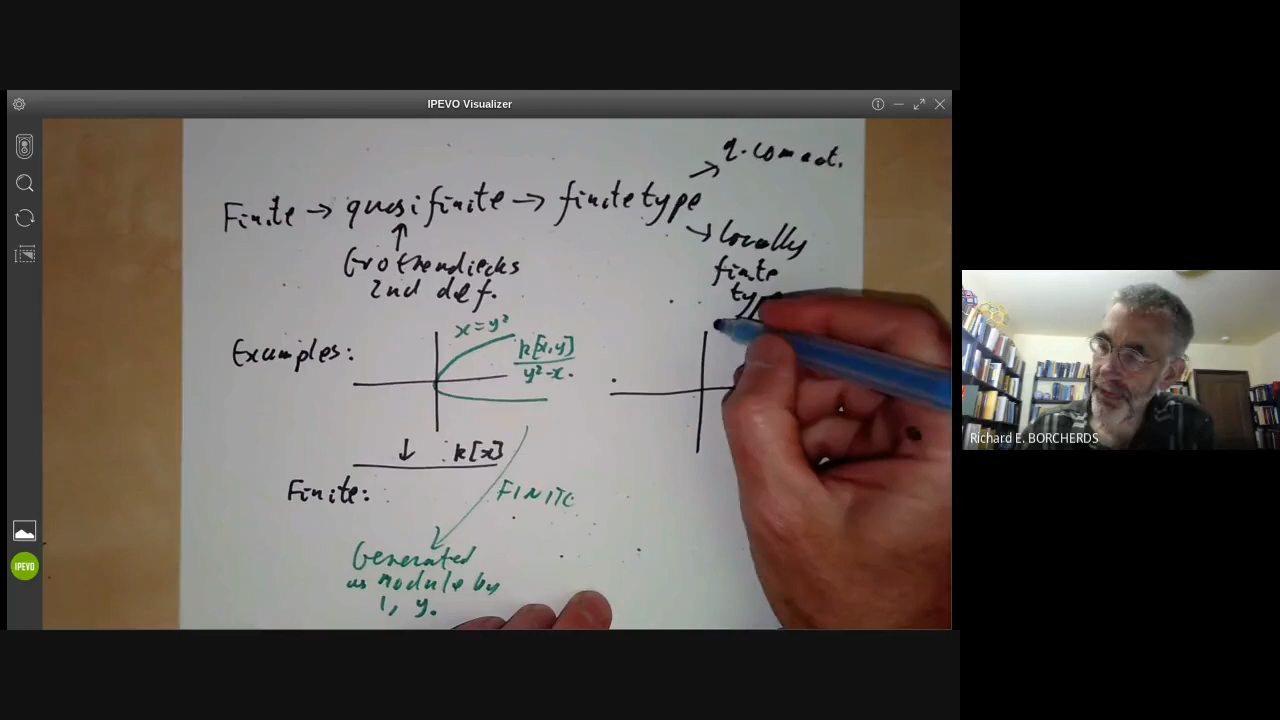 IPEVO Visualizer
q. compact.
Finite → quasifinite → finite type
Grothendiecks
2nd def.
locally
finite
type
Examples:
x=y²
k[x,y]
y²-x.
↓ k[x]
Finite:
FINITE
Generated
as module by
1, y.
IPEVO
Richard E. BORCHERDS